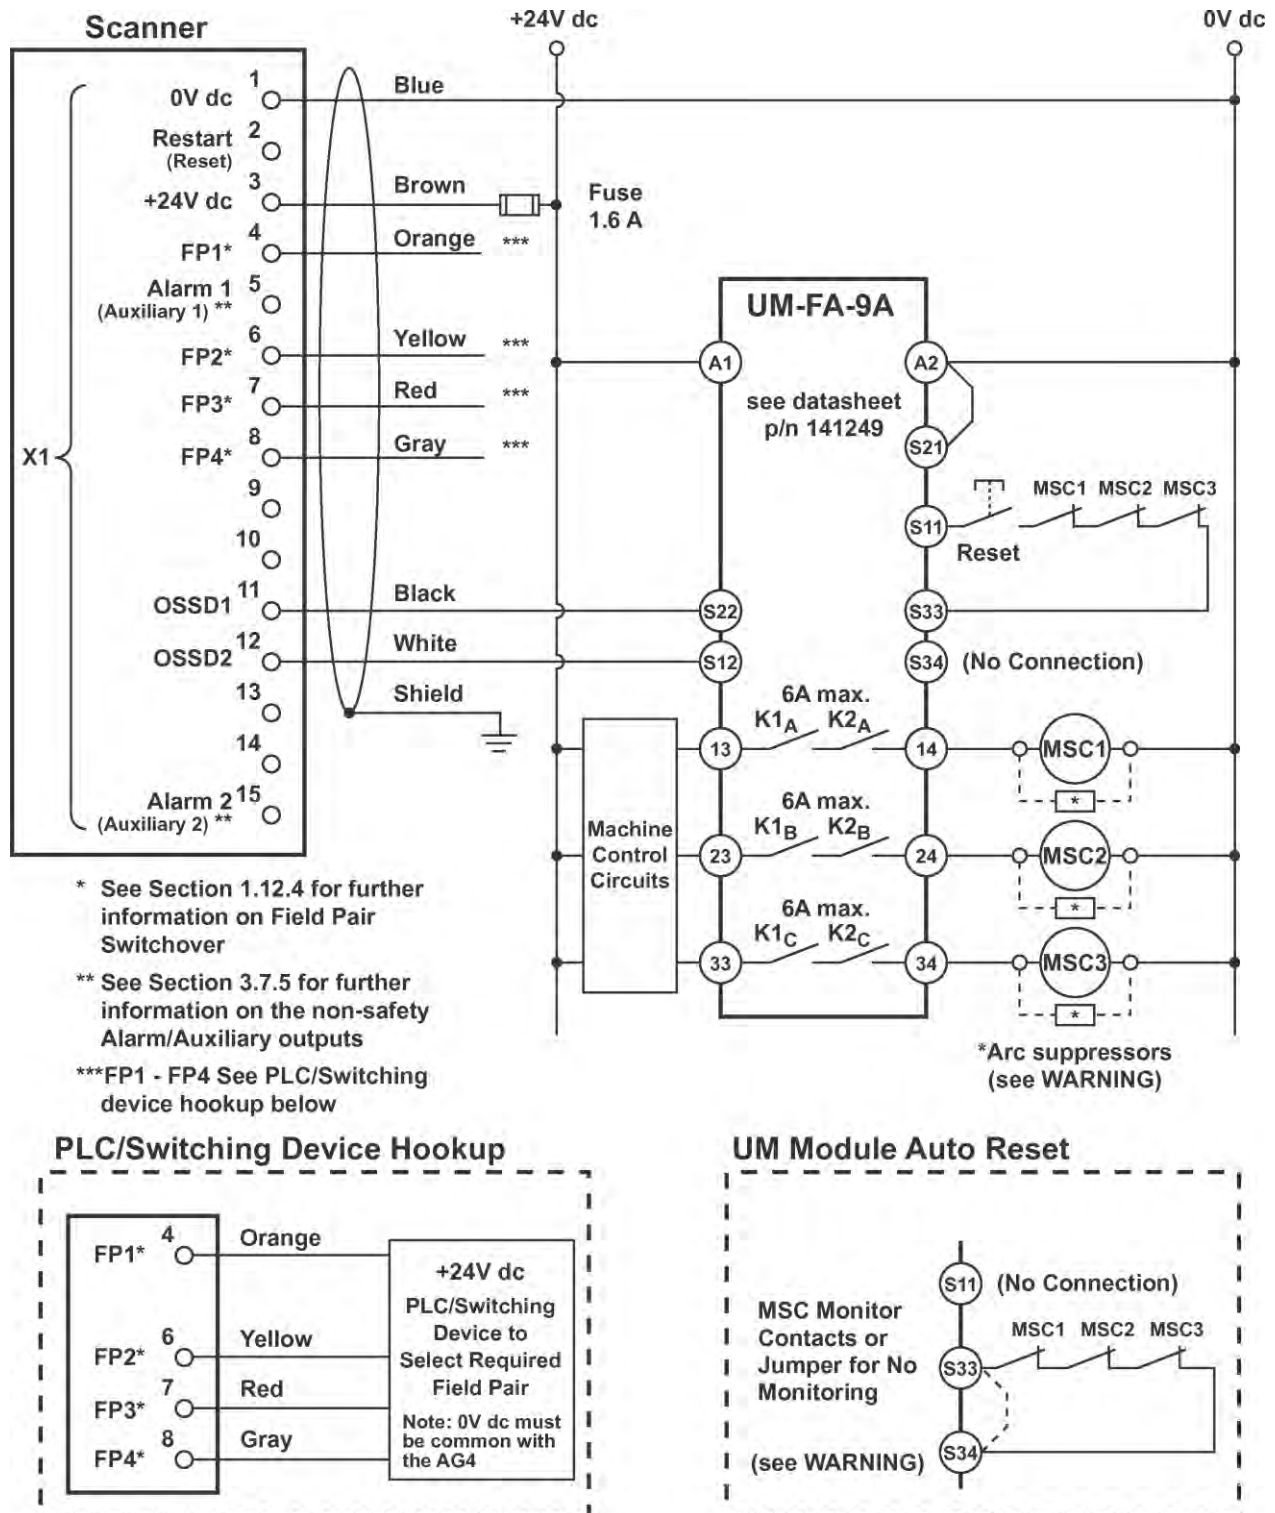 Scanner
+24V dc
0V dc
X1
0V dc 1 Blue
Restart 2
(Reset)
+24V dc 3 Brown
Fuse
1.6 A
FP1* 4 Orange ***
Alarm 1 5
(Auxiliary 1) **
FP2* 6 Yellow ***
FP3* 7 Red ***
FP4* 8 Gray ***
9
10
OSSD1 11 Black
OSSD2 12 White
13 Shield
14
Alarm 2 15
(Auxiliary 2) **
UM-FA-9A
A1
A2
see datasheet
p/n 141249
S21
S11
Reset
MSC1 MSC2 MSC3
S22
S33
S12
S34 (No Connection)
Machine
Control
Circuits
6A max.
13 K1A K2A 14 MSC1
*
6A max.
23 K1B K2B 24 MSC2
*
6A max.
33 K1C K2C 34 MSC3
*
*Arc suppressors
(see WARNING)
* See Section 1.12.4 for further
information on Field Pair
Switchover
** See Section 3.7.5 for further
information on the non-safety
Alarm/Auxiliary outputs
***FP1 - FP4 See PLC/Switching
device hookup below
PLC/Switching Device Hookup
FP1* 4 Orange
FP2* 6 Yellow
FP3* 7 Red
FP4* 8 Gray
+24V dc
PLC/Switching
Device to
Select Required
Field Pair
Note: 0V dc must
be common with
the AG4
UM Module Auto Reset
S11 (No Connection)
MSC Monitor
Contacts or
Jumper for No
Monitoring
(see WARNING)
MSC1 MSC2 MSC3
S33
S34